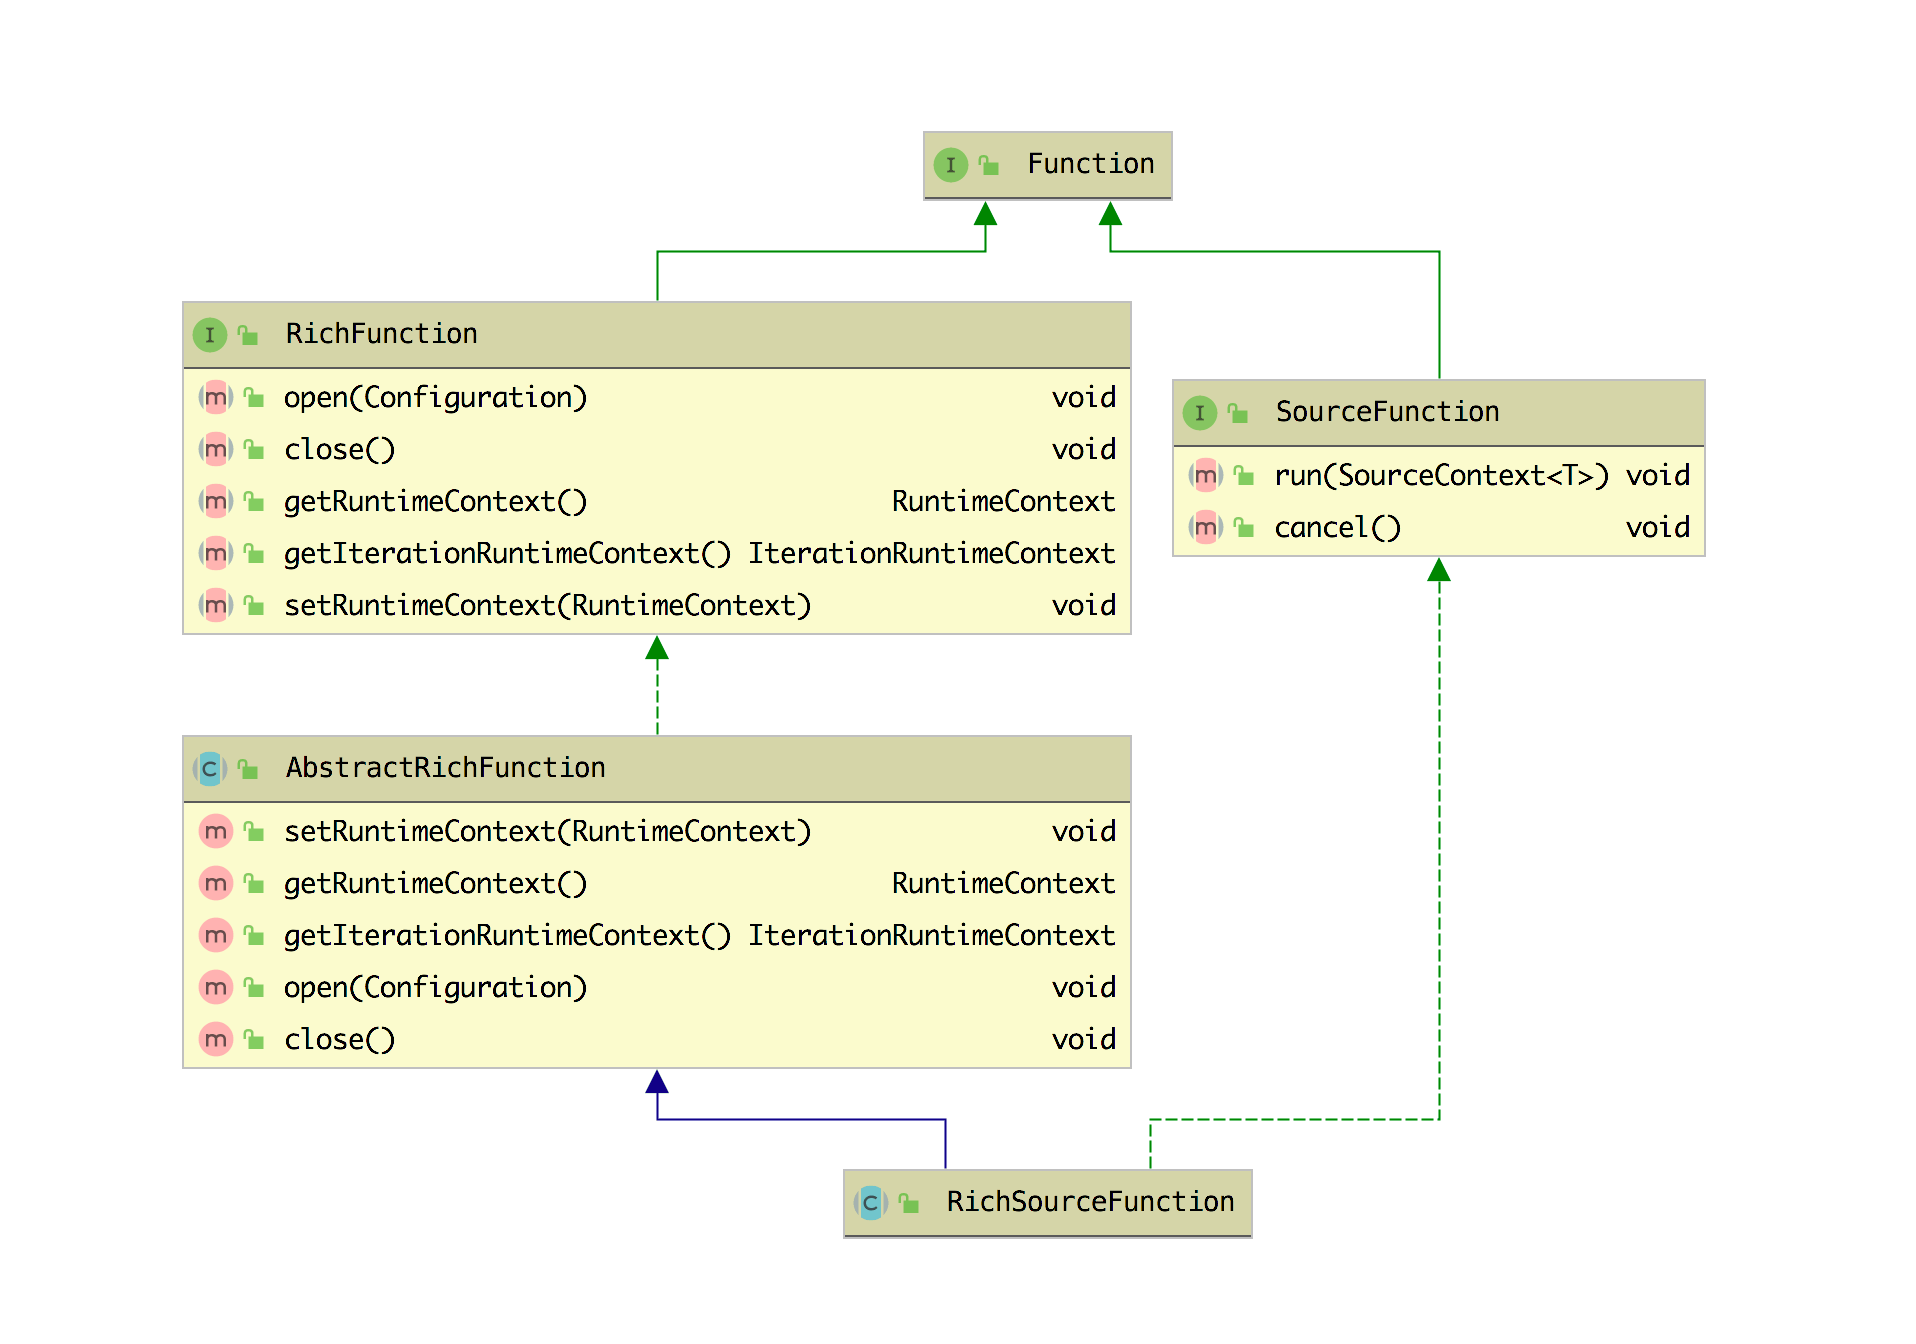 I Function
I RichFunction
m open(Configuration) void
m close() void
m getRuntimeContext() RuntimeContext
m getIterationRuntimeContext() IterationRuntimeContext
m setRuntimeContext(RuntimeContext) void
I SourceFunction
m run(SourceContext<T>) void
m cancel() void
C AbstractRichFunction
m setRuntimeContext(RuntimeContext) void
m getRuntimeContext() RuntimeContext
m getIterationRuntimeContext() IterationRuntimeContext
m open(Configuration) void
m close() void
C RichSourceFunction